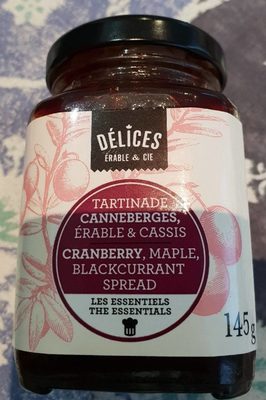 DÉLICES
ÉRABLE & CIE
TARTINADE
CANNEBERGES,
ÉRABLE & CASSIS
CRANBERRY, MAPLE,
BLACKCURRANT
SPREAD
LES ESSENTIELS
THE ESSENTIALS
145g